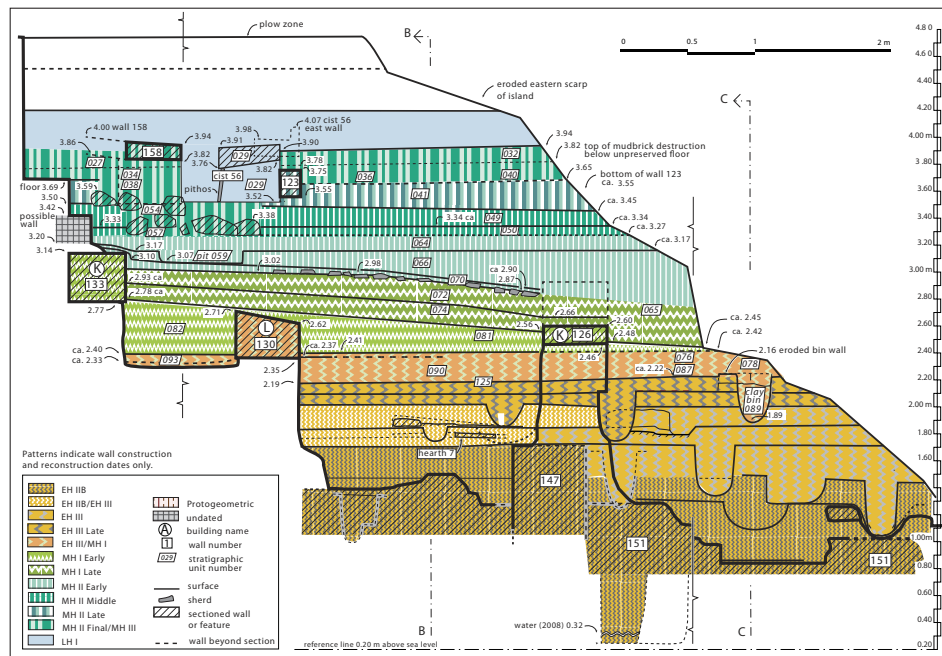 plow zone
B
0
0.5
1
2 m
4.8 0
4.60
4.40
4.20
4.00 m
3.80
3.60
3.40
3.20
3.00 m
2.80
2.60
2.40
2.20
2.00 m
1.80
1.60
1.40
1.20
1.00m
0.80
0.60
0.40
0.20
eroded eastern scarp
of island
C
4.00 wall 158
3.86
027
034
038
158
3.94
3.82
3.76
3.98
3.91
029
4.07 cist 56
east wall
3.90
3.82
cist 56
029
pithos
3.52
123
3.78
3.75
3.55
036
032
040
041
3.94
3.82 top of mudbrick destruction
below unpreserved floor
3.65
bottom of wall 123
ca. 3.55
ca. 3.45
ca. 3.34
ca. 3.27
ca. 3.17
floor 3.69
3.59
3.50
3.42
possible
wall
3.20
3.14
3.33
054
057
3.38
3.34 ca
049
050
064
3.17
3.10
3.07
pit 059
3.02
2.98
066
070
ca 2.90
2.87
K
133
2.93 ca
2.78 ca
2.77
072
074
2.71
082
L
130
2.62
2.41
ca. 2.37
081
2.66
2.56
K
126
2.60
2.48
2.46
065
ca. 2.45
ca. 2.42
2.16 eroded bin wall
ca. 2.40
ca. 2.33
093
2.35
2.19
090
125
ca. 2.22
076
087
078
clay
bin
089
1.89
hearth 7
147
151
151
water (2008) 0.32
B
C
reference line 0.20 m above sea level
Patterns indicate wall construction
and reconstruction dates only.
EH IIB
EH IIB/EH III
EH III
EH III Late
EH III/MH I
MH I Early
MH I Late
MH II Early
MH II Middle
MH II Late
MH II Final/MH III
LH I
Protogeometric
undated
A building name
1 wall number
029 stratigraphic
unit number
surface
sherd
sectioned wall
or feature
wall beyond section